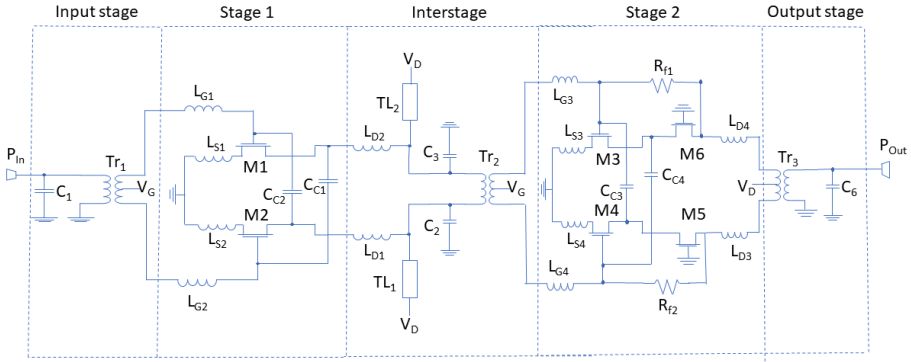 Input stage
Stage 1
Interstage
Stage 2
Output stage
V_D
L_G1
TL_2
L_G3
R_f1
L_S1
M1
L_D2
C_3
L_S3
M3
M6
L_D4
P_In
Tr_1
C_1
V_G
C_C2
C_C1
Tr_2
V_G
C_C3
C_C4
Tr_3
V_D
P_Out
C_6
M2
L_S2
L_D1
C_2
M4
L_S4
M5
L_D3
L_G2
TL_1
L_G4
R_f2
V_D